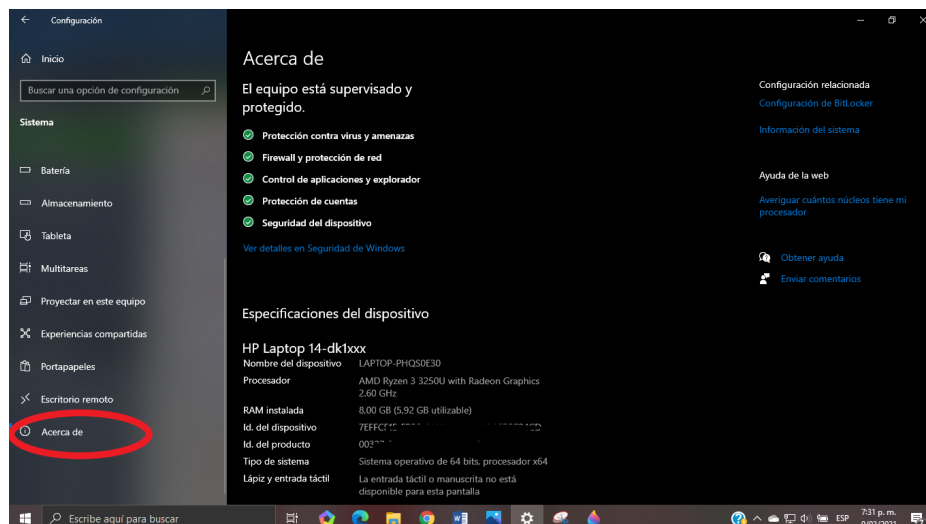 Configuración
Inicio
Buscar una opción de configuración
Sistema
Batería
Almacenamiento
Tableta
Multitareas
Proyectar en este equipo
Experiencias compartidas
Portapapeles
Escritorio remoto
Acerca de
Acerca de
El equipo está supervisado y
protegido.
Protección contra virus y amenazas
Firewall y protección de red
Control de aplicaciones y explorador
Protección de cuentas
Seguridad del dispositivo
Ver detalles en Seguridad de Windows
Especificaciones del dispositivo
HP Laptop 14-dk1xxx
Nombre del dispositivo LAPTOP-PHQS0E30
Procesador AMD Ryzen 3 3250U with Radeon Graphics
2.60 GHz
RAM instalada 8,00 GB (5,92 GB utilizable)
Id. del dispositivo
Id. del producto
Tipo de sistema Sistema operativo de 64 bits, procesador x64
Lápiz y entrada táctil La entrada táctil o manuscrita no está
disponible para esta pantalla
Configuración relacionada
Configuración de BitLocker
Información del sistema
Ayuda de la web
Averiguar cuántos núcleos tiene mi
procesador
Obtener ayuda
Enviar comentarios
Escribe aquí para buscar
ESP
7:31 p. m.